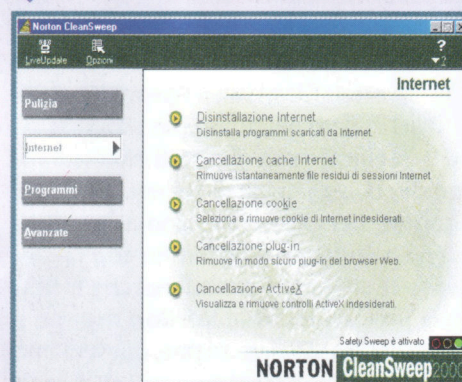 Norton CleanSweep
LiveUpdate
Opzioni
?
Internet
Pulizia
Internet
Programmi
Avanzate
Disinstallazione Internet
Disinstalla programmi scaricati da Internet.
Cancellazione cache Internet
Rimuove istantaneamente file residui di sessioni Internet.
Cancellazione cookie
Seleziona e rimuove cookie di Internet indesiderati.
Cancellazione plug-in
Rimuove in modo sicuro plug-in del browser Web.
Cancellazione ActiveX
Visualizza e rimuove controlli ActiveX indesiderati.
Safety Sweep è attivato
NORTON CleanSweep2000